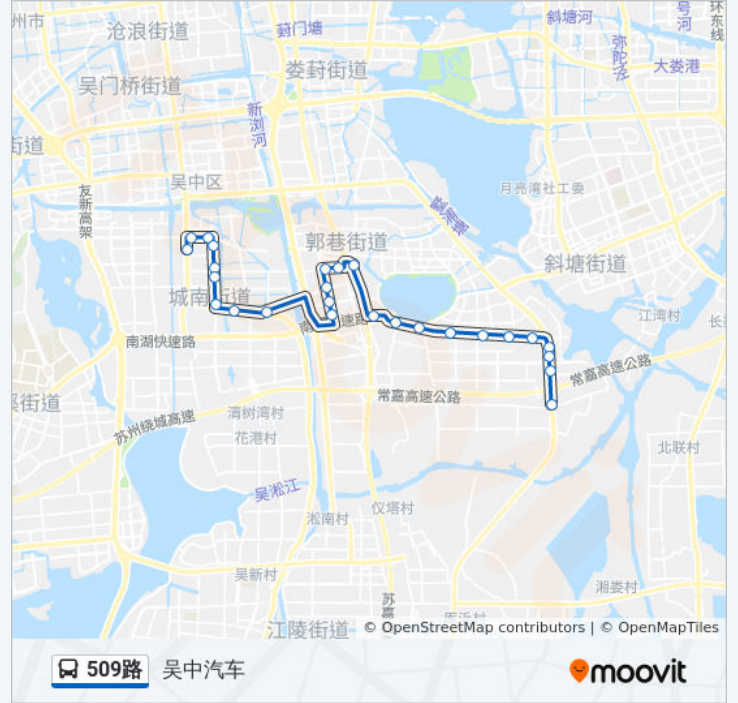 州市
沧浪街道
葑门塘
斜塘河
号河
环东线
弥陀河
大娄港
娄葑街道
吴门桥街道
新浏河
街道
友新高架
吴中区
月亮湾社工委
郭巷街道
斜塘街道
城南街道
江湾村
南湖快速路
常嘉高速公路
常嘉高速公路
溪街道
苏州绕城高速
清树湾村
花港村
北联村
吴淞江
淞南村
仪塔村
吴新村
湘娄村
江陵街道
© OpenStreetMap contributors | © OpenMapTiles
509路 吴中汽车
moovit